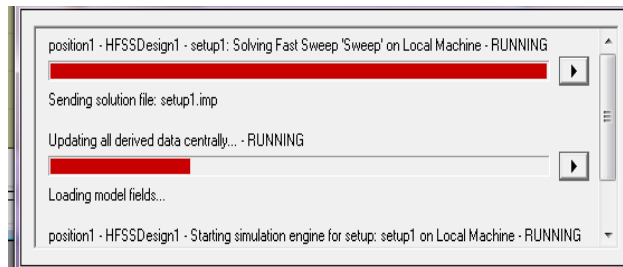 position1 - HFSSDesign1 - setup1: Solving Fast Sweep 'Sweep' on Local Machine - RUNNING
Sending solution file: setup1.imp
Updating all derived data centrally... - RUNNING
Loading model fields...
position1 - HFSSDesign1 - Starting simulation engine for setup: setup1 on Local Machine - RUNNING